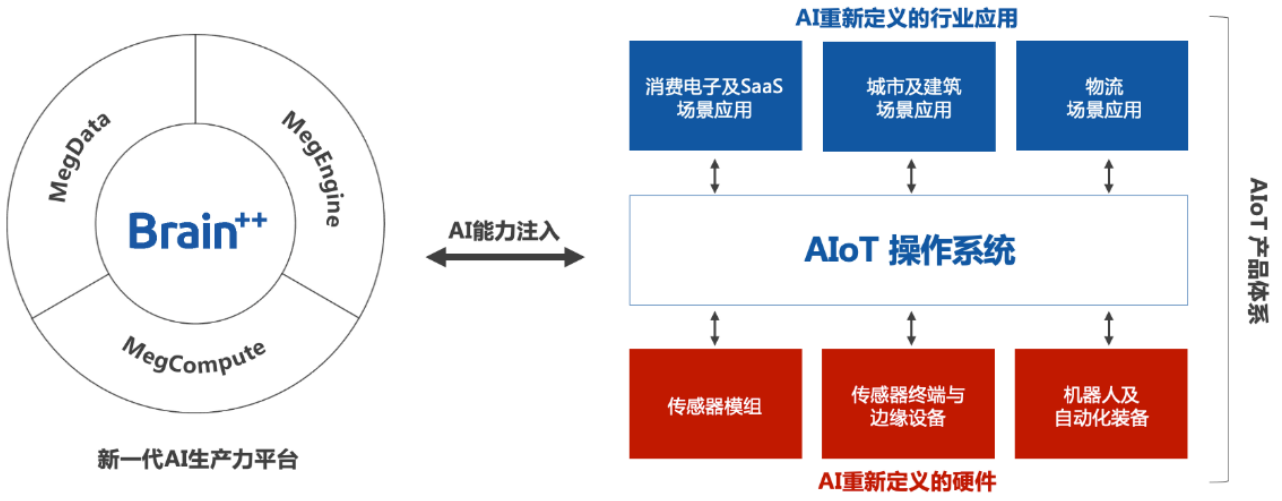 MegData
MegEngine
Brain++
MegCompute
新一代AI生产力平台
AI能力注入
AI重新定义的行业应用
消费电子及SaaS
场景应用
城市及建筑
场景应用
物流
场景应用
AIoT 操作系统
传感器模组
传感器终端与
边缘设备
机器人及
自动化装备
AI重新定义的硬件
AIoT 产品体系